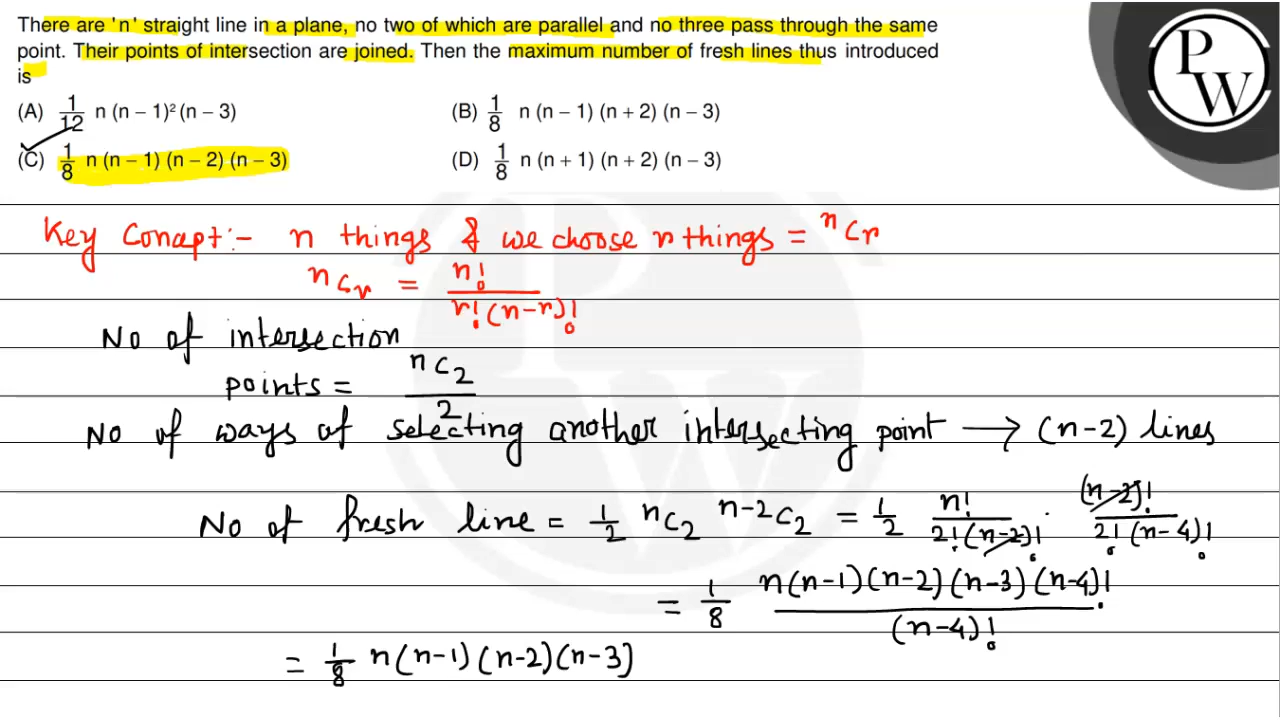 There are 'n' straight line in a plane, no two of which are parallel and no three pass through the same
point. Their points of intersection are joined. Then the maximum number of fresh lines thus introduced
is
(A) 1/12 n (n – 1)² (n – 3)
(B) 1/8 n (n – 1) (n + 2) (n – 3)
(C) 1/8 n (n – 1) (n – 2) (n – 3)
(D) 1/8 n (n + 1) (n + 2) (n – 3)
P
W
Key Conapt:- n things & we choose r things = ⁿCr
ⁿCr = n!/r!(n-r)!
No of intersection
points = ⁿC₂/2
No of ways of selecting another intersecting point → (n-2) lines
No of fresh line = 1/2 ⁿC₂ ⁿ⁻²C₂ = 1/2 n!/2!(n-2)! · (n-2)!/2!(n-4)!
= 1/8 n(n-1)(n-2)(n-3)(n-4)!/(n-4)!
= 1/8 n(n-1)(n-2)(n-3)